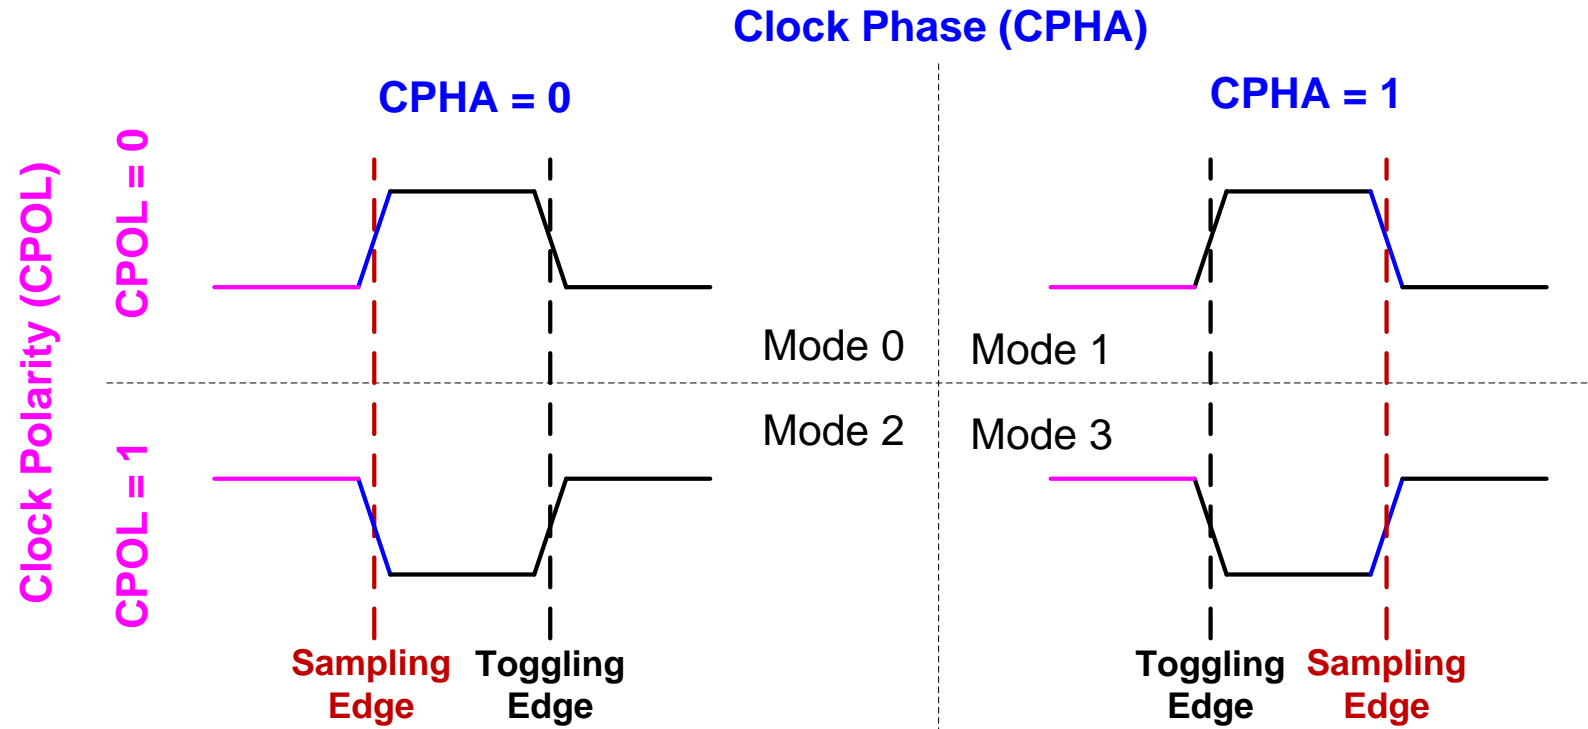 Clock Phase (CPHA)
CPHA = 0
CPHA = 1
Clock Polarity (CPOL)
CPOL = 0
Mode 0
Mode 1
CPOL = 1
Mode 2
Mode 3
Sampling
Edge
Toggling
Edge
Toggling
Edge
Sampling
Edge